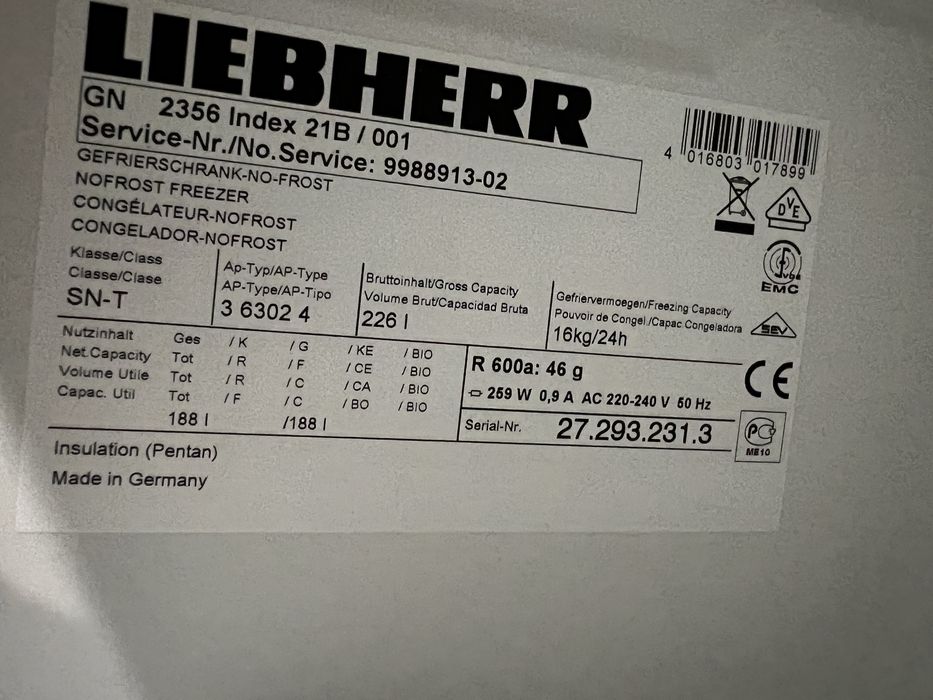 LIEBHERR
GN 2356 Index 21B / 001
Service-Nr./No.Service: 9988913-02
4 016803 017899
GEFRIERSCHRANK-NO-FROST
NOFROST FREEZER
CONGÉLATEUR-NOFROST
CONGELADOR-NOFROST
DVE
VDE
EMC
Klasse/Class
Classe/Clase
SN-T
Ap-Typ/AP-Type
AP-Type/AP-Tipo
3 6302 4
Bruttoinhalt/Gross Capacity
Volume Brut/Capacidad Bruta
226 l
Gefriervermoegen/Freezing Capacity
Pouvoir de Congel./Capac.Congeladora
16kg/24h
SEV
Nutzinhalt Ges / K / G / KE / BIO
Net.Capacity Tot / R / F / CE / BIO
Volume Utile Tot / R / C / CA / BIO
Capac. Util Tot / F / C / BO / BIO
188 l /188 l
R 600a: 46 g
259 W 0,9 A AC 220-240 V 50 Hz
CE
Serial-Nr. 27.293.231.3
PC
ME10
Insulation (Pentan)
Made in Germany